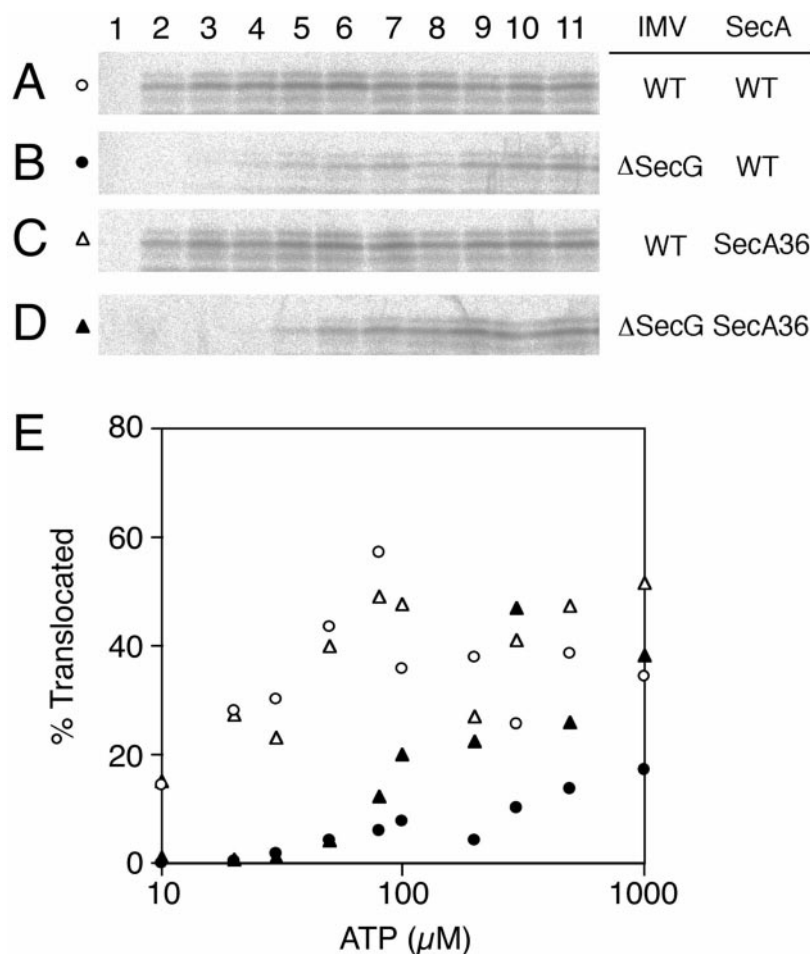 1 2 3 4 5 6 7 8 9 10 11 IMV SecA
A WT WT
B ΔSecG WT
C WT SecA36
D ΔSecG SecA36
E
80
60
40
20
0
% Translocated
10 100 1000
ATP (μM)